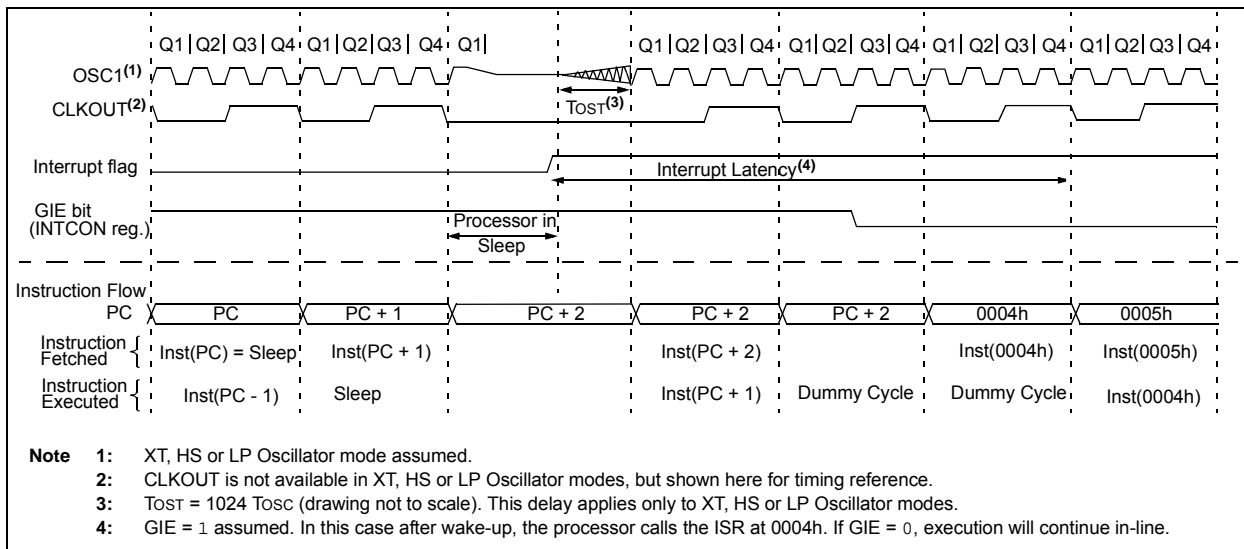 Q1 Q2 Q3 Q4 Q1 Q2 Q3 Q4 Q1 Q1 Q2 Q3 Q4 Q1 Q2 Q3 Q4 Q1 Q2 Q3 Q4 Q1 Q2 Q3 Q4
OSC1(1)
TOST(3)
CLKOUT(2)
Interrupt flag
Interrupt Latency(4)
GIE bit
(INTCON reg.)
Processor in
Sleep
Instruction Flow
PC PC PC + 1 PC + 2 PC + 2 PC + 2 0004h 0005h
Instruction
Fetched { Inst(PC) = Sleep Inst(PC + 1) Inst(PC + 2) Inst(0004h) Inst(0005h)
Instruction
Executed { Inst(PC - 1) Sleep Inst(PC + 1) Dummy Cycle Dummy Cycle Inst(0004h)
Note 1: XT, HS or LP Oscillator mode assumed.
2: CLKOUT is not available in XT, HS or LP Oscillator modes, but shown here for timing reference.
3: TOST = 1024 TOSC (drawing not to scale). This delay applies only to XT, HS or LP Oscillator modes.
4: GIE = 1 assumed. In this case after wake-up, the processor calls the ISR at 0004h. If GIE = 0, execution will continue in-line.